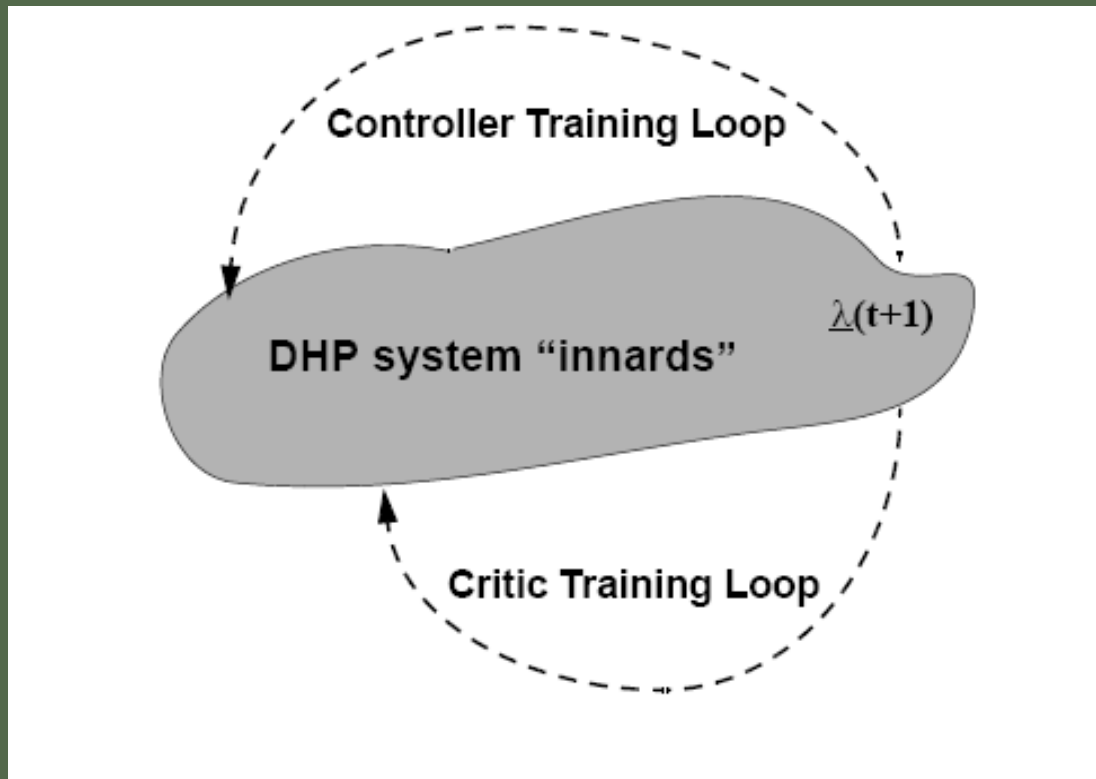 Controller Training Loop
λ(t+1)
DHP system “innards”
Critic Training Loop